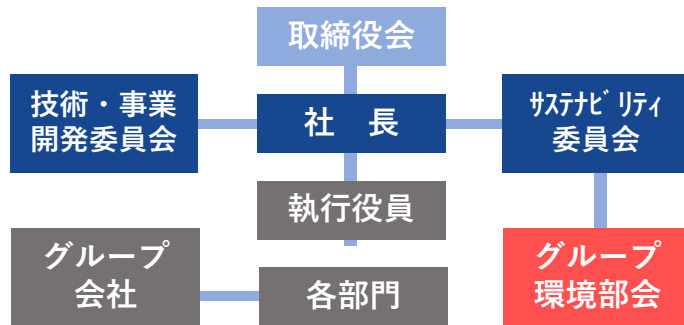 取締役会
技術・事業
開発委員会
社　長
ｻｽﾃﾅﾋﾞﾘﾃｨ
委員会
執行役員
グループ
会社
各部門
グループ
環境部会